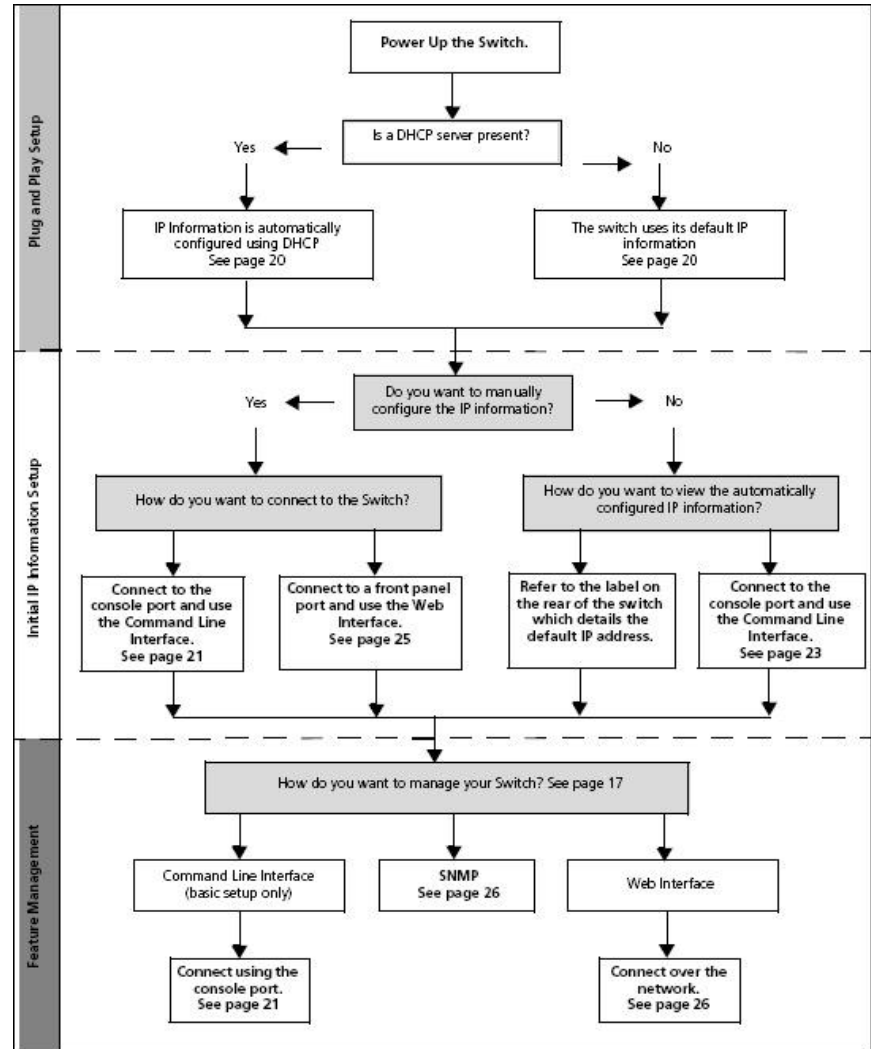 Plug and Play Setup
Power Up the Switch.
Is a DHCP server present?
Yes
No
IP Information is automatically
configured using DHCP
See page 20
The switch uses its default IP
information
See page 20
Initial IP Information Setup
Do you want to manually
configure the IP information?
Yes
No
How do you want to connect to the Switch?
How do you want to view the automatically
configured IP information?
Connect to the
console port and use
the Command Line
Interface.
See page 21
Connect to a front panel
port and use the Web
Interface.
See page 25
Refer to the label on
the rear of the switch
which details the
default IP address.
Connect to the
console port and use
the Command Line
Interface.
See page 23
Feature Management
How do you want to manage your Switch? See page 17
Command Line Interface
(basic setup only)
SNMP
See page 26
Web Interface
Connect using the
console port.
See page 21
Connect over the
network.
See page 26